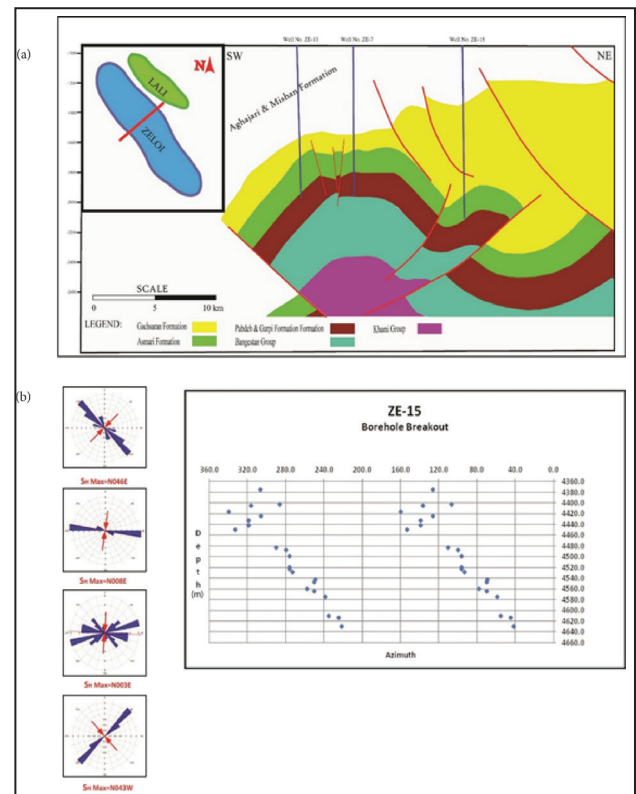 (a)
SW
Well No. ZE-11
Well No. ZE-7
Well No. ZE-15
NE
N
LALI
ZELOI
Aghajari & Mishan Formation
SCALE
0 5 10 km
LEGEND:
Gachsaran Formation
Pabdeh & Gurpi Formation Formation
Khami Group
Asmari Formation
Bangestan Group
(b)
SH Max=N046E
SH Max=N008E
SH Max=N003E
SH Max=N043W
ZE-15
Borehole Breakout
360.0 320.0 280.0 240.0 200.0 160.0 120.0 80.0 40.0 0.0
4360.0
4380.0
4400.0
4420.0
4440.0
4460.0
4480.0
4500.0
4520.0
4540.0
4560.0
4580.0
4600.0
4620.0
4640.0
4660.0
Depth
(m)
Azimuth